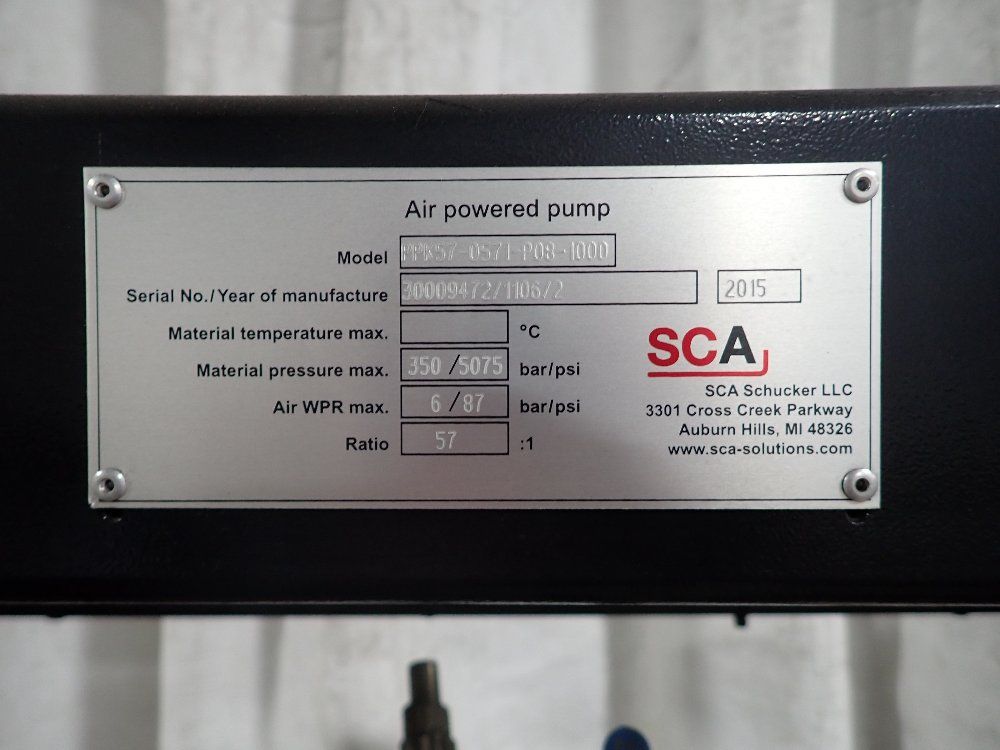 Air powered pump
Model PPK57-0571-P08-1000
Serial No./Year of manufacture 30009472/1106/2 2015
Material temperature max. °C
Material pressure max. 350 /5075 bar/psi
Air WPR max. 6 /87 bar/psi
Ratio 57 :1
SCA
SCA Schucker LLC
3301 Cross Creek Parkway
Auburn Hills, MI 48326
www.sca-solutions.com